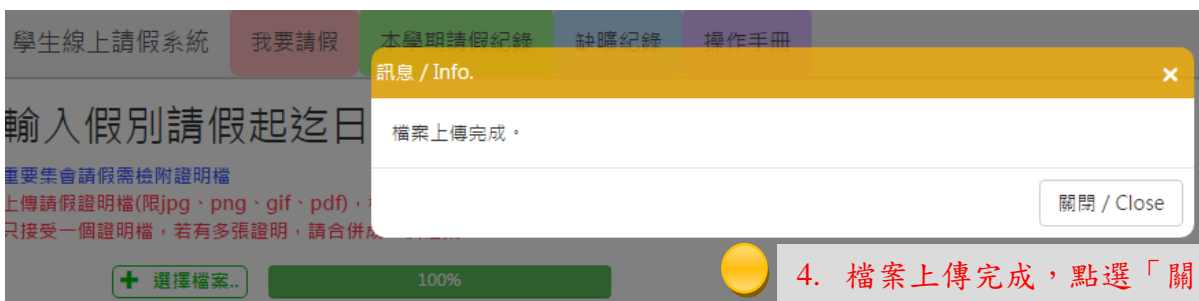 學生線上請假系統 我要請假 本學期請假紀錄 缺曠紀錄 操作手冊
訊息 / Info. ×
輸入假別請假起迄日
檔案上傳完成。
重要集會請假需檢附證明檔
上傳請假證明檔(限jpg、png、gif、pdf)，
只接受一個證明檔，若有多張證明，請合併成
關閉 / Close
+ 選擇檔案.. 100%
4. 檔案上傳完成，點選「關